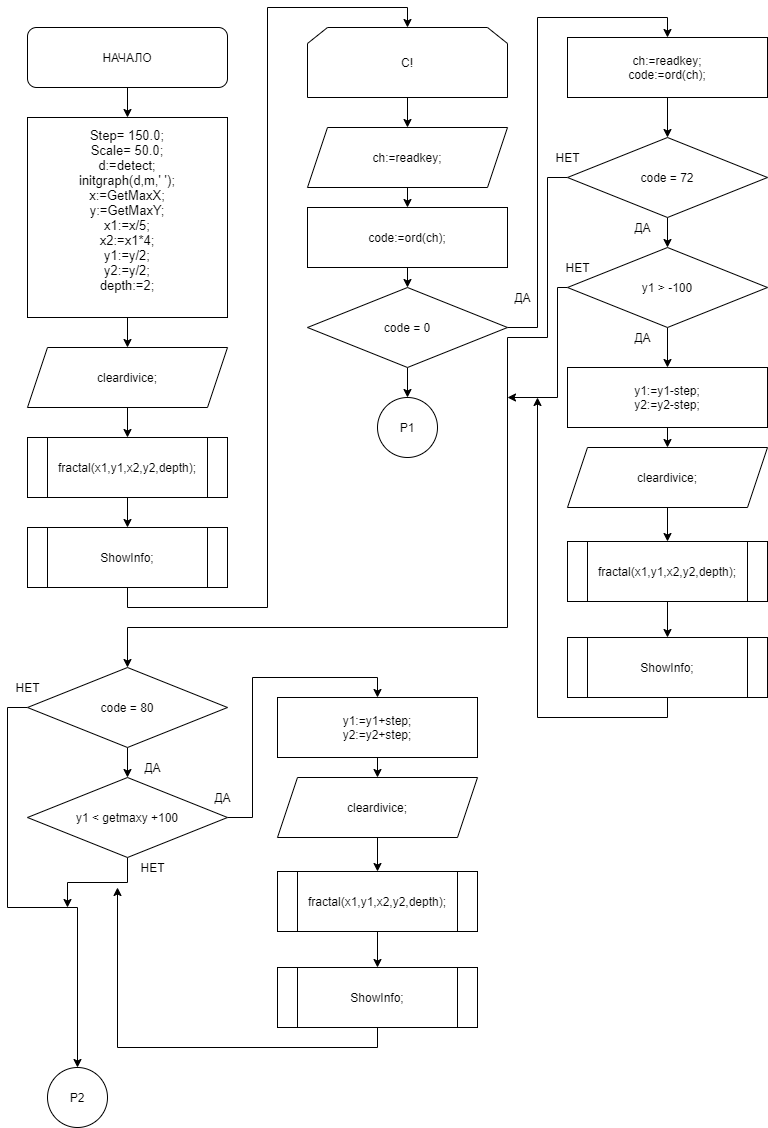 НАЧАЛО
Step= 150.0;
Scale= 50.0;
d:=detect;
initgraph(d,m,' ');
x:=GetMaxX;
y:=GetMaxY;
x1:=x/5;
x2:=x1*4;
y1:=y/2;
y2:=y/2;
depth:=2;
cleardivice;
fractal(x1,y1,x2,y2,depth);
ShowInfo;
С!
ch:=readkey;
code:=ord(ch);
code = 0
ДА
P1
ch:=readkey;
code:=ord(ch);
НЕТ
code = 72
ДА
НЕТ
y1 > -100
ДА
y1:=y1-step;
y2:=y2-step;
cleardivice;
fractal(x1,y1,x2,y2,depth);
ShowInfo;
НЕТ
code = 80
ДА
y1 < getmaxy +100
ДА
НЕТ
y1:=y1+step;
y2:=y2+step;
cleardivice;
fractal(x1,y1,x2,y2,depth);
ShowInfo;
P2